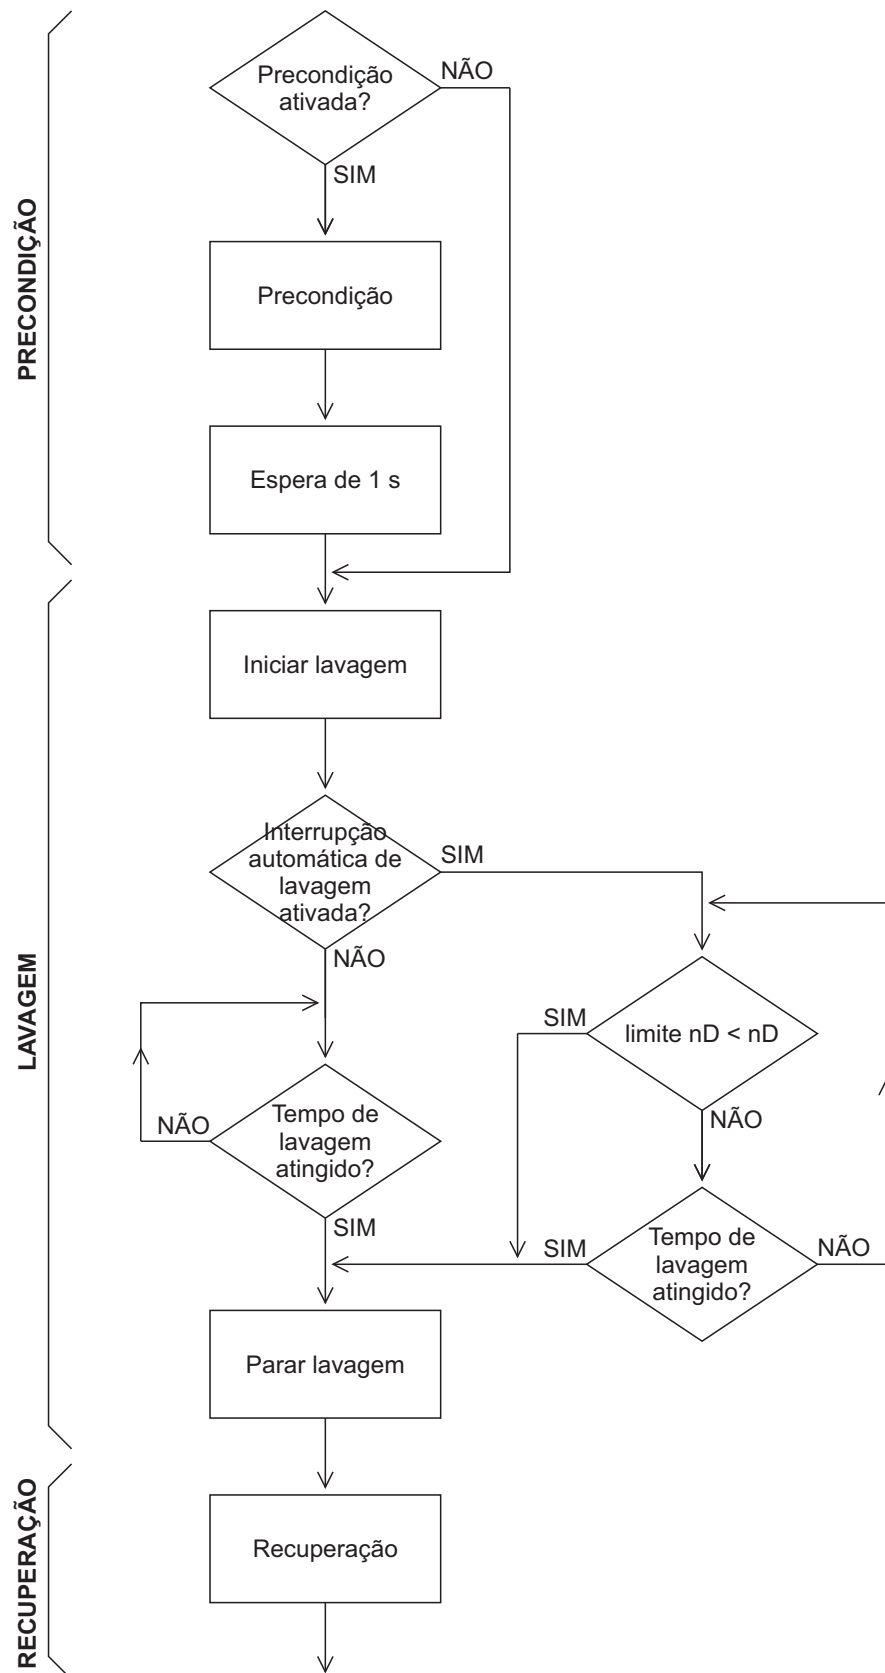 PRECONDIÇÃO
Precondição
ativada?
NÃO
SIM
Precondição
Espera de 1 s
LAVAGEM
Iniciar lavagem
Interrupção
automática de
lavagem
ativada?
SIM
NÃO
SIM
limite nD < nD
NÃO
NÃO
Tempo de
lavagem
atingido?
SIM
SIM
Tempo de
lavagem
atingido?
NÃO
Parar lavagem
RECUPERAÇÃO
Recuperação